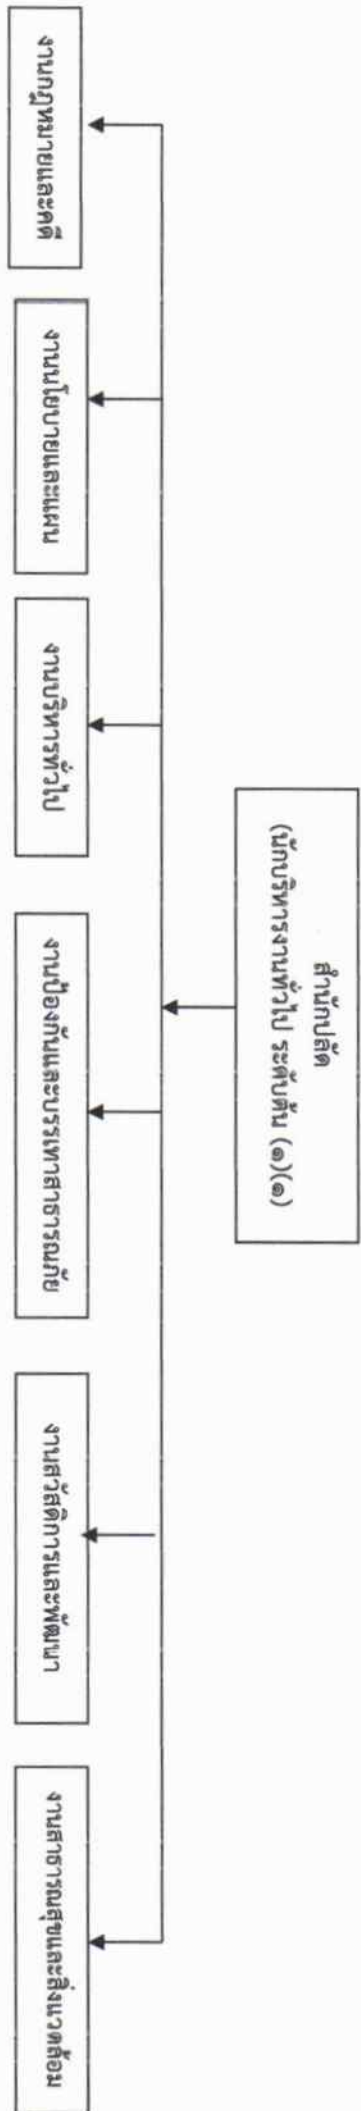 สำนักปลัด
(นักบริหารงานทั่วไป ระดับต้น (๑)(๑)
งานกฎหมายและคดี
งานนโยบายและแผน
งานบริหารทั่วไป
งานป้องกันและบรรเทาสาธารณภัย
งานสวัสดิการและพัฒนา
งานสาธารณสุขและสิ่งแวดล้อม